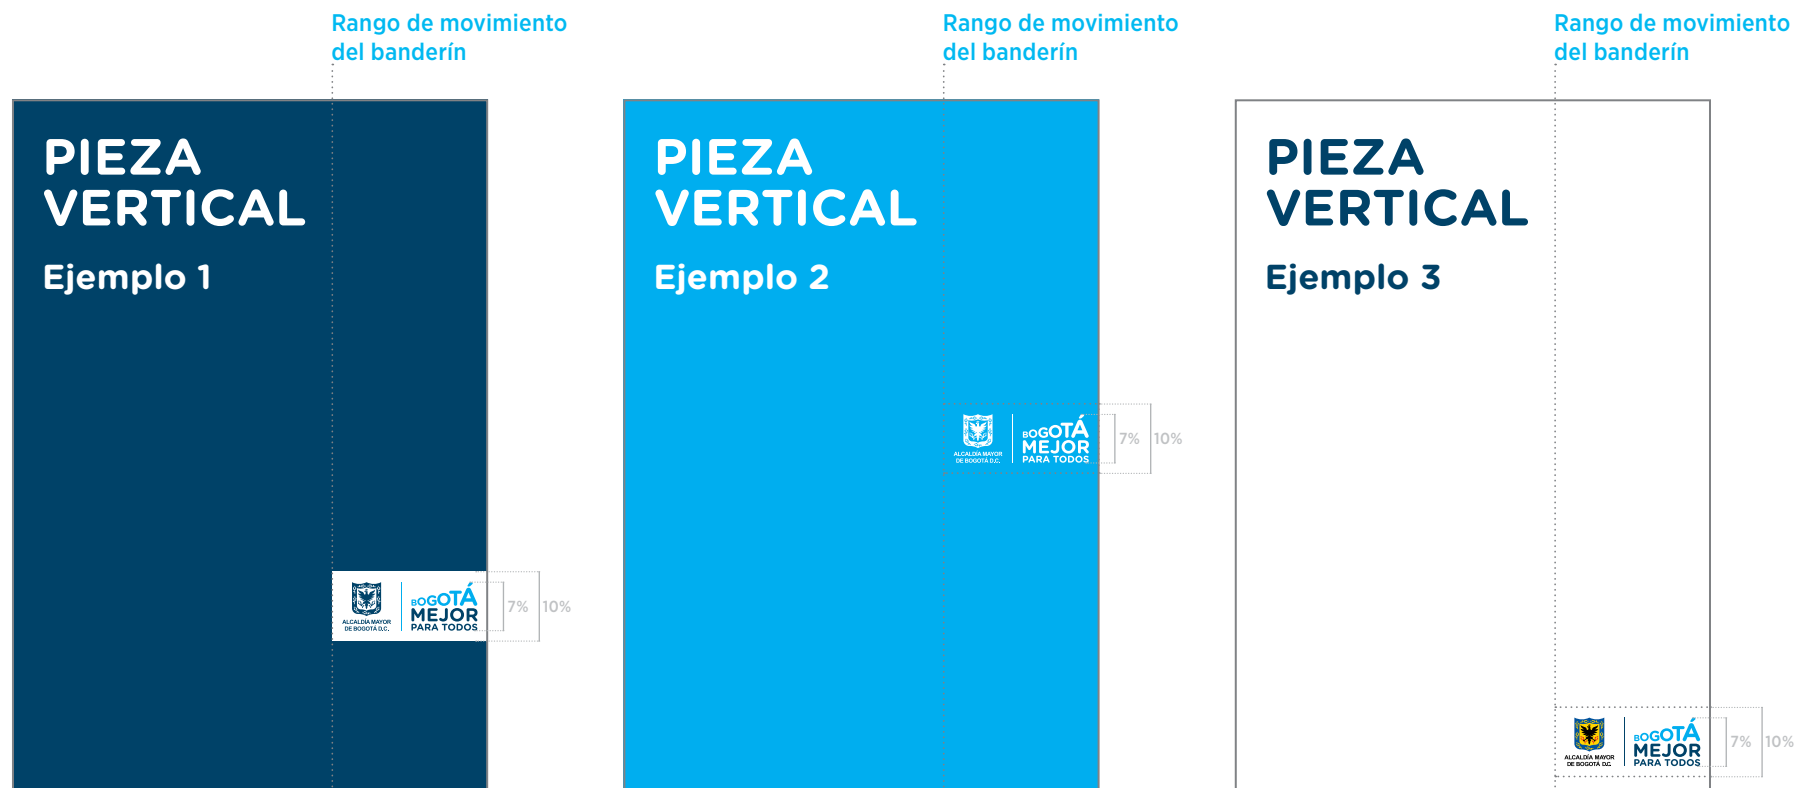 Rango de movimiento
del banderín
PIEZA
VERTICAL
Ejemplo 1
ALCALDÍA MAYOR
DE BOGOTÁ D.C.
BOGOTÁ
MEJOR
PARA TODOS
7%
10%
Rango de movimiento
del banderín
PIEZA
VERTICAL
Ejemplo 2
ALCALDÍA MAYOR
DE BOGOTÁ D.C.
BOGOTÁ
MEJOR
PARA TODOS
7%
10%
Rango de movimiento
del banderín
PIEZA
VERTICAL
Ejemplo 3
ALCALDÍA MAYOR
DE BOGOTÁ D.C.
BOGOTÁ
MEJOR
PARA TODOS
7%
10%